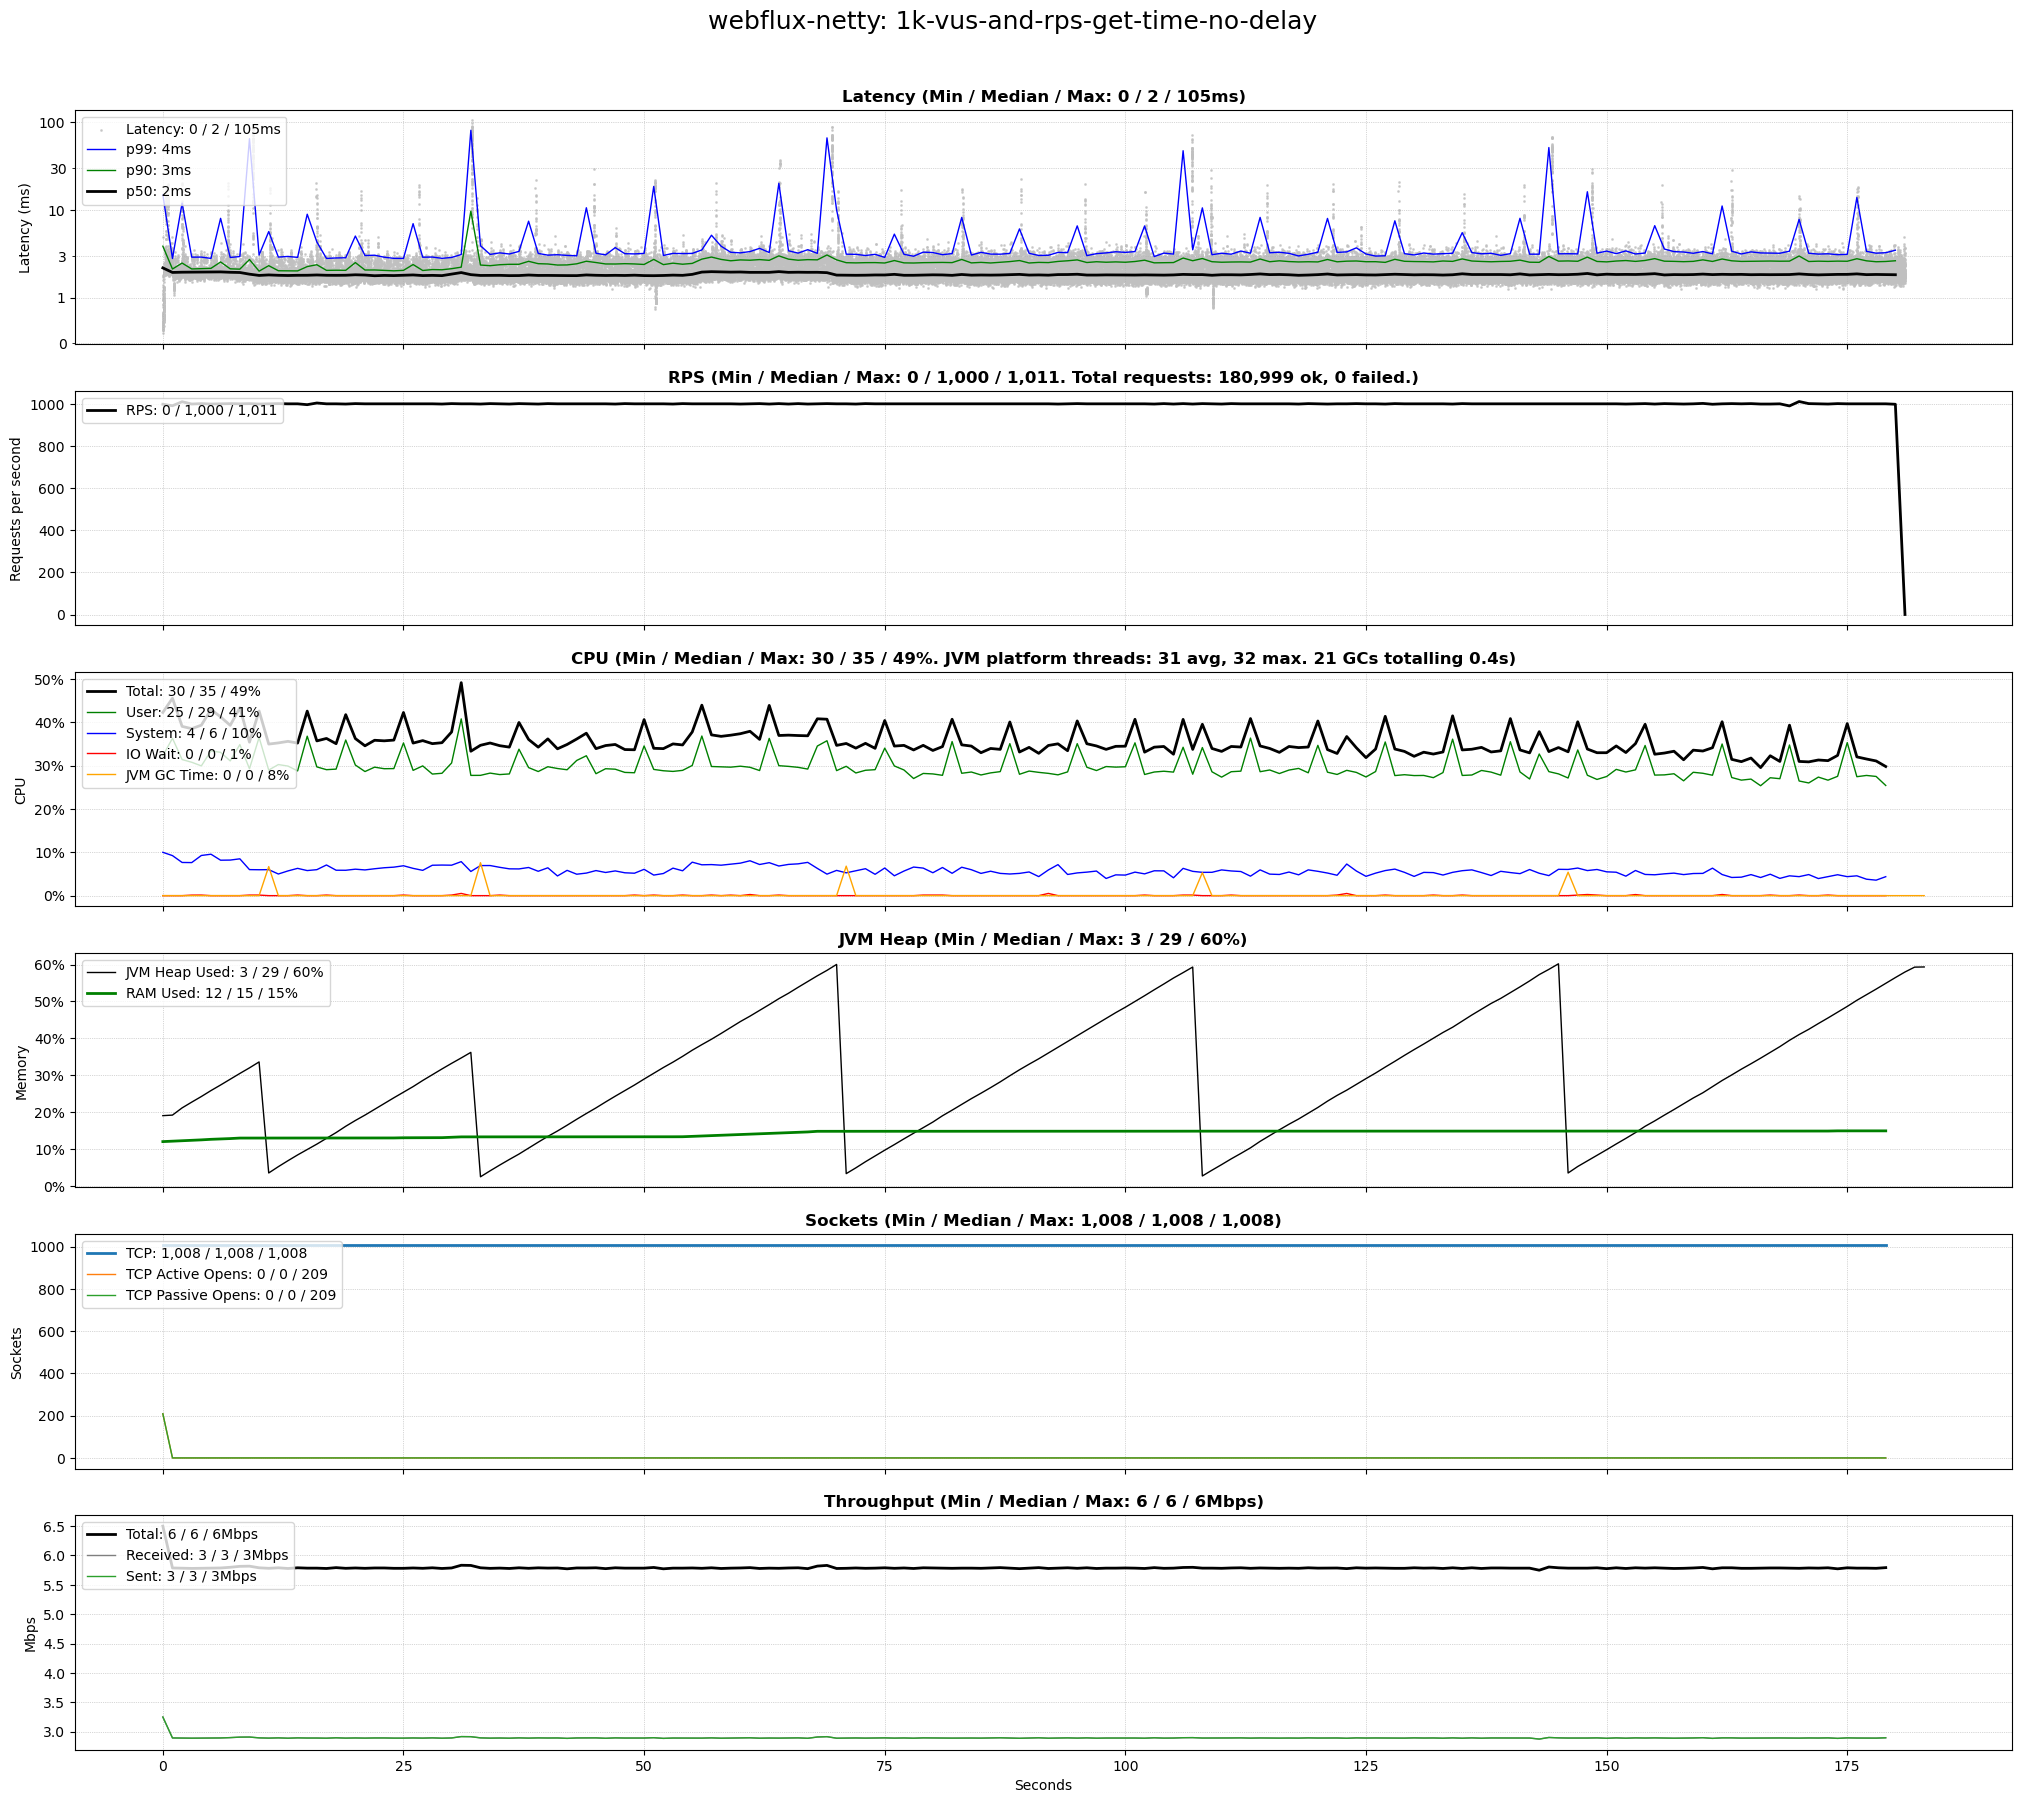 webflux-netty: 1k-vus-and-rps-get-time-no-delay
Latency (Min / Median / Max: 0 / 2 / 105ms)
Latency (ms)
100
30
10
3
1
0
Latency: 0 / 2 / 105ms
p99: 4ms
p90: 3ms
p50: 2ms
RPS (Min / Median / Max: 0 / 1,000 / 1,011. Total requests: 180,999 ok, 0 failed.)
Requests per second
1000
800
600
400
200
0
RPS: 0 / 1,000 / 1,011
CPU (Min / Median / Max: 30 / 35 / 49%. JVM platform threads: 31 avg, 32 max. 21 GCs totalling 0.4s)
CPU
50%
40%
30%
20%
10%
0%
Total: 30 / 35 / 49%
User: 25 / 29 / 41%
System: 4 / 6 / 10%
IO Wait: 0 / 0 / 1%
JVM GC Time: 0 / 0 / 8%
JVM Heap (Min / Median / Max: 3 / 29 / 60%)
Memory
60%
50%
40%
30%
20%
10%
0%
JVM Heap Used: 3 / 29 / 60%
RAM Used: 12 / 15 / 15%
Sockets (Min / Median / Max: 1,008 / 1,008 / 1,008)
Sockets
1000
800
600
400
200
0
TCP: 1,008 / 1,008 / 1,008
TCP Active Opens: 0 / 0 / 209
TCP Passive Opens: 0 / 0 / 209
Throughput (Min / Median / Max: 6 / 6 / 6Mbps)
Mbps
6.5
6.0
5.5
5.0
4.5
4.0
3.5
3.0
Total: 6 / 6 / 6Mbps
Received: 3 / 3 / 3Mbps
Sent: 3 / 3 / 3Mbps
0 25 50 75 100 125 150 175
Seconds